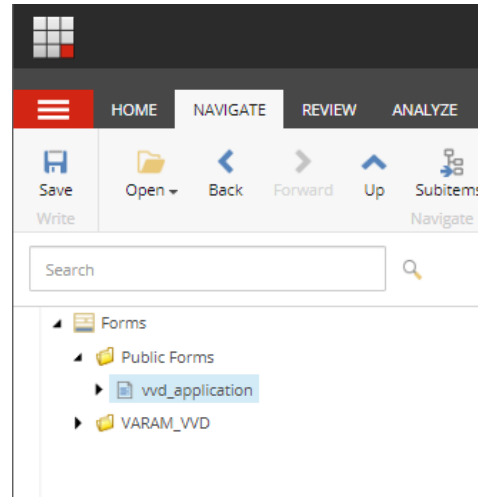 HOME NAVIGATE REVIEW ANALYZE
Save Open Back Forward Up Subitems
Write Navigate
Search
Forms
Public Forms
vvd_application
VARAM_VVD